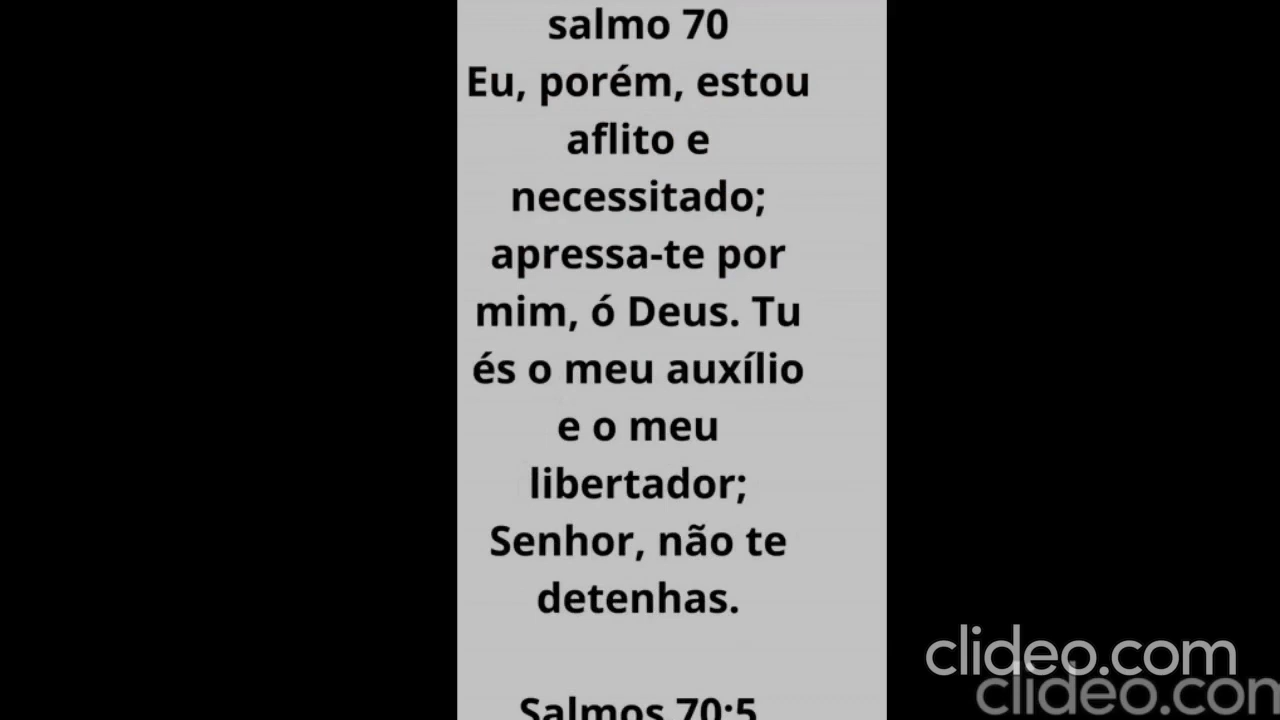 salmo 70
Eu, porém, estou
aflito e
necessitado;
apressa-te por
mim, ó Deus. Tu
és o meu auxílio
e o meu
libertador;
Senhor, não te
detenhas.
Salmos 70:5
clideo.com
clideo.con